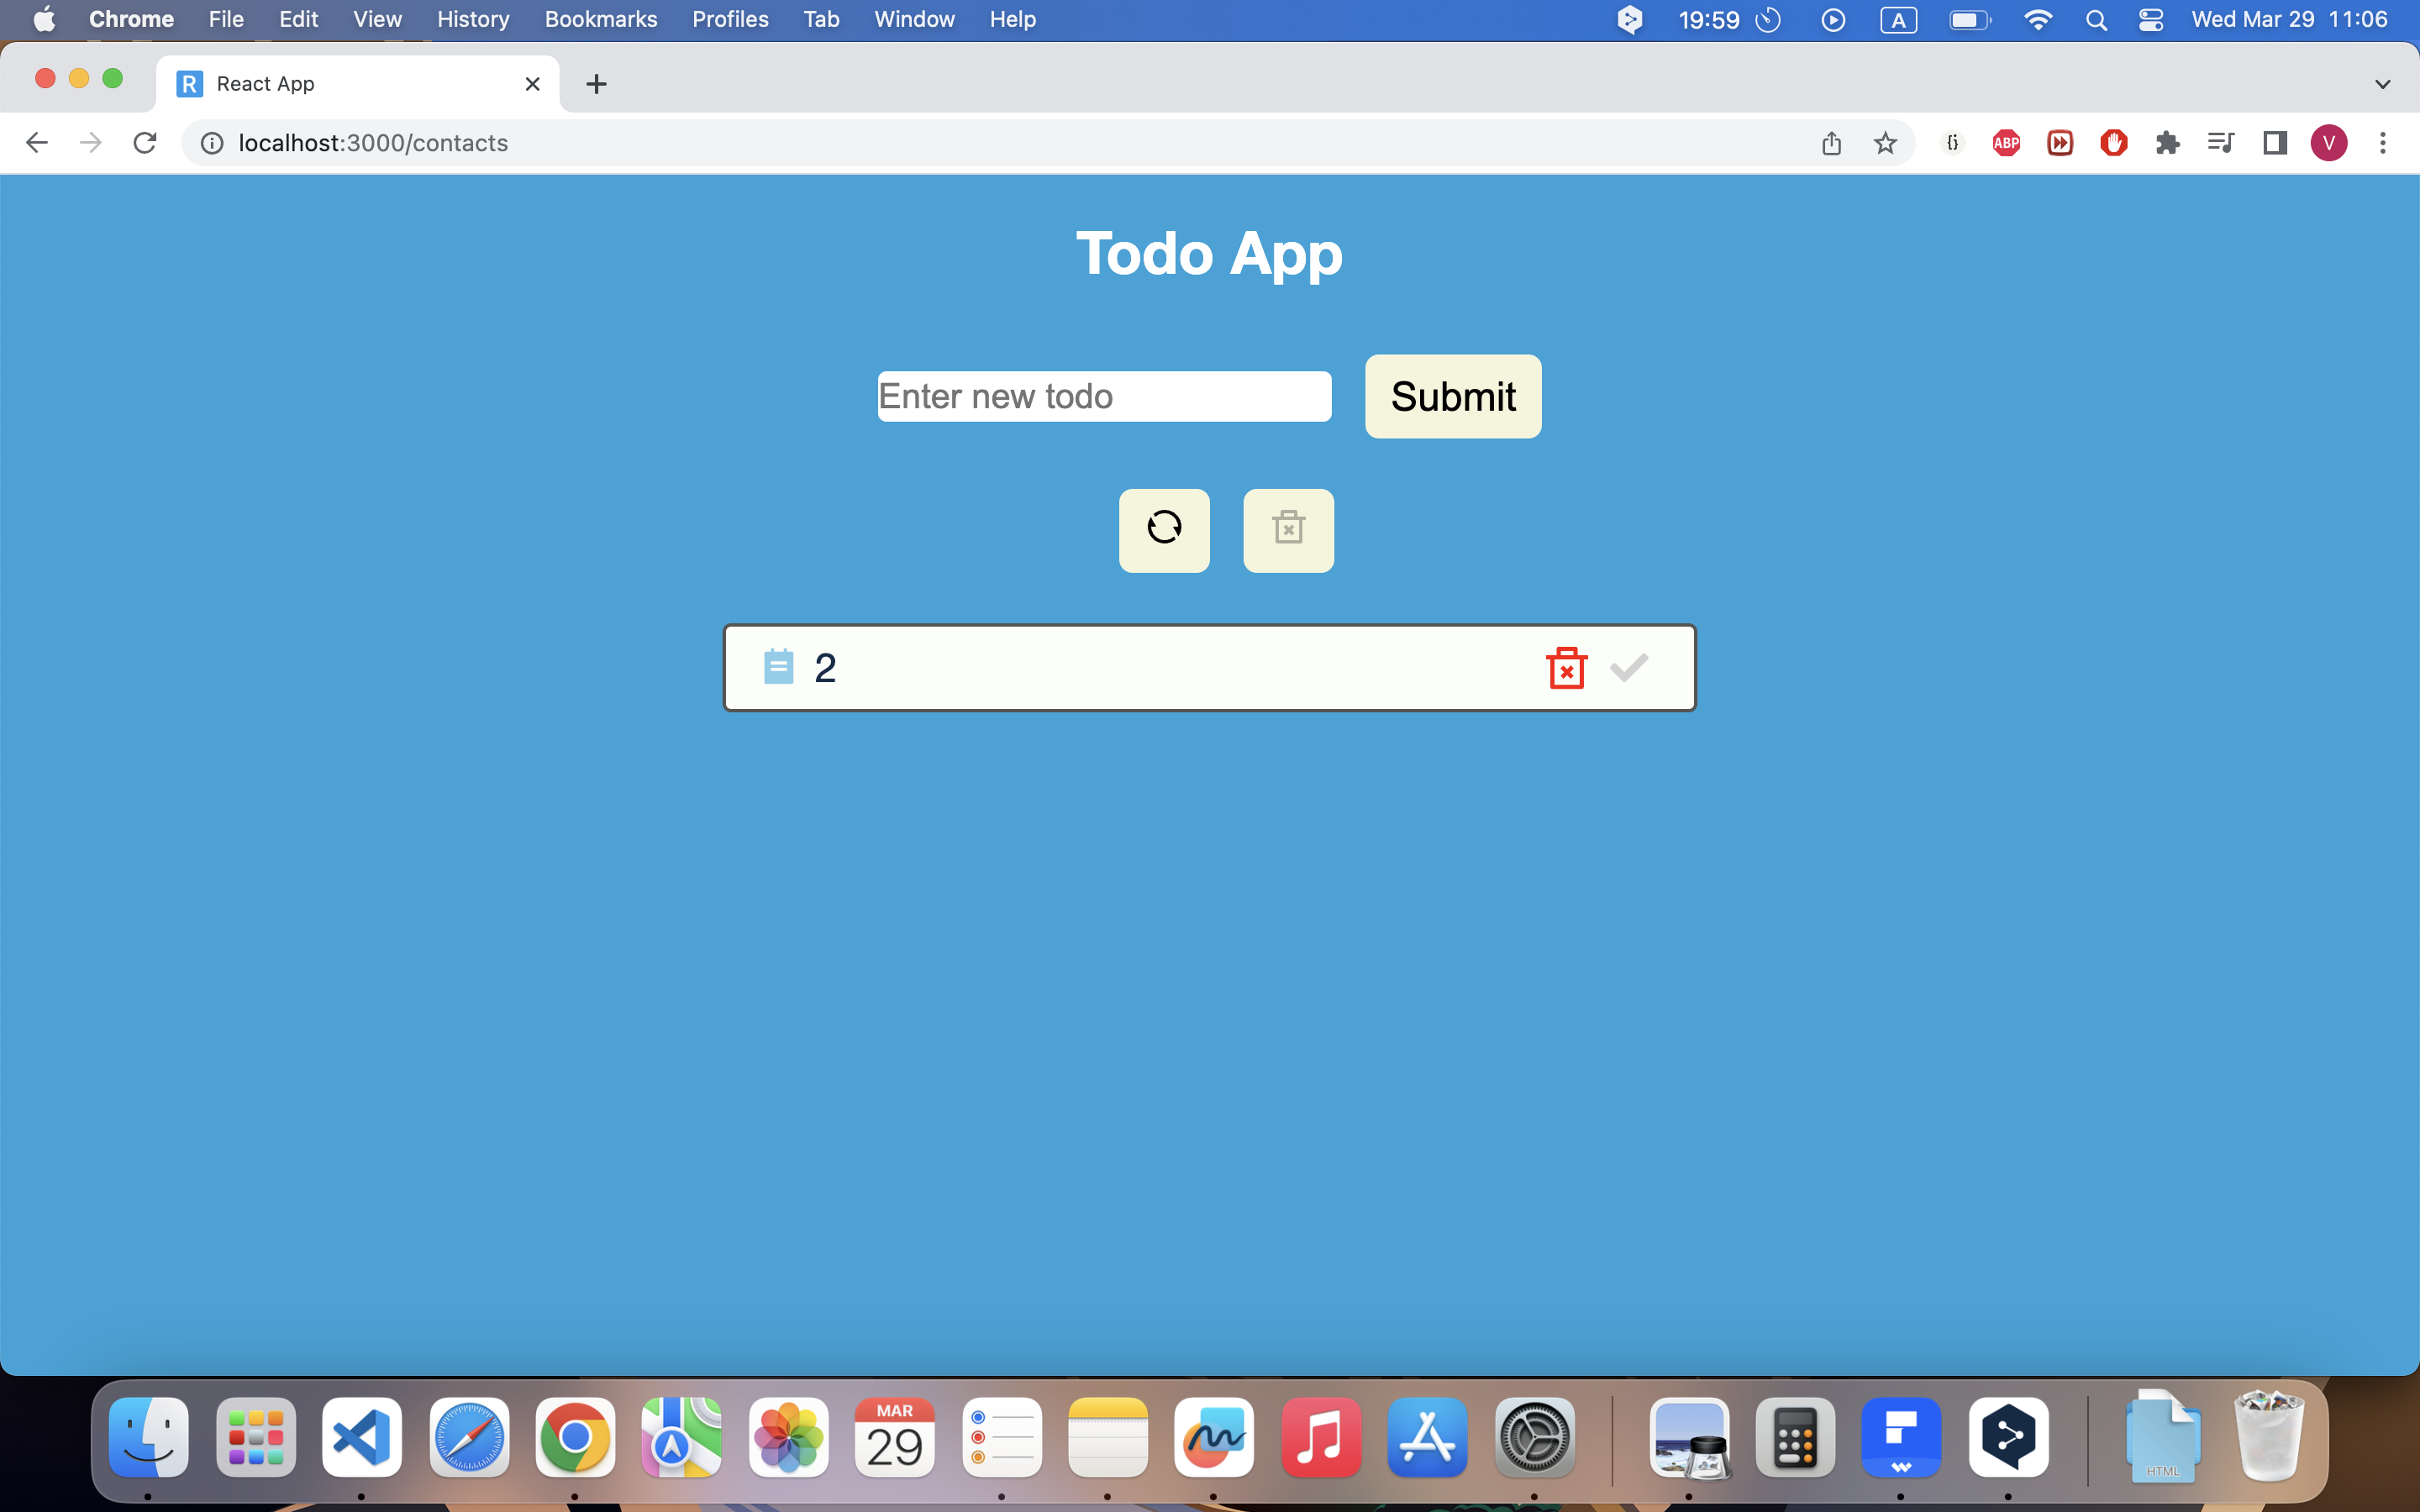 Chrome File Edit View History Bookmarks Profiles Tab Window Help 19:59 A Wed Mar 29 11:06
R React App
localhost:3000/contacts {} ABP V
Todo App
Enter new todo Submit
2
MAR
29
HTML